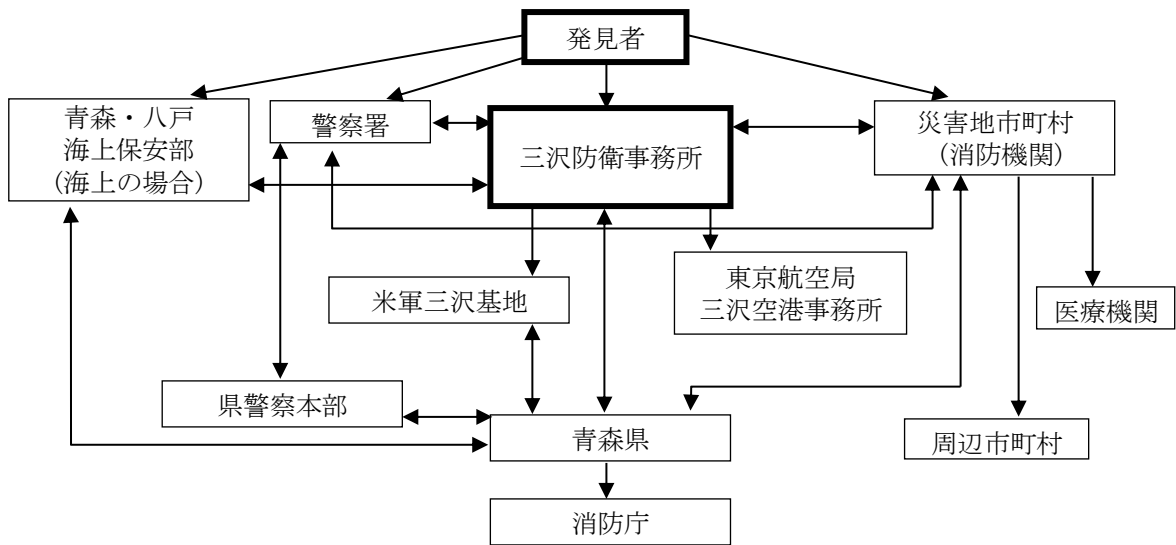 発見者
青森・八戸
海上保安部
(海上の場合)
警察署
三沢防衛事務所
災害地市町村
(消防機関)
米軍三沢基地
東京航空局
三沢空港事務所
医療機関
県警察本部
青森県
周辺市町村
消防庁